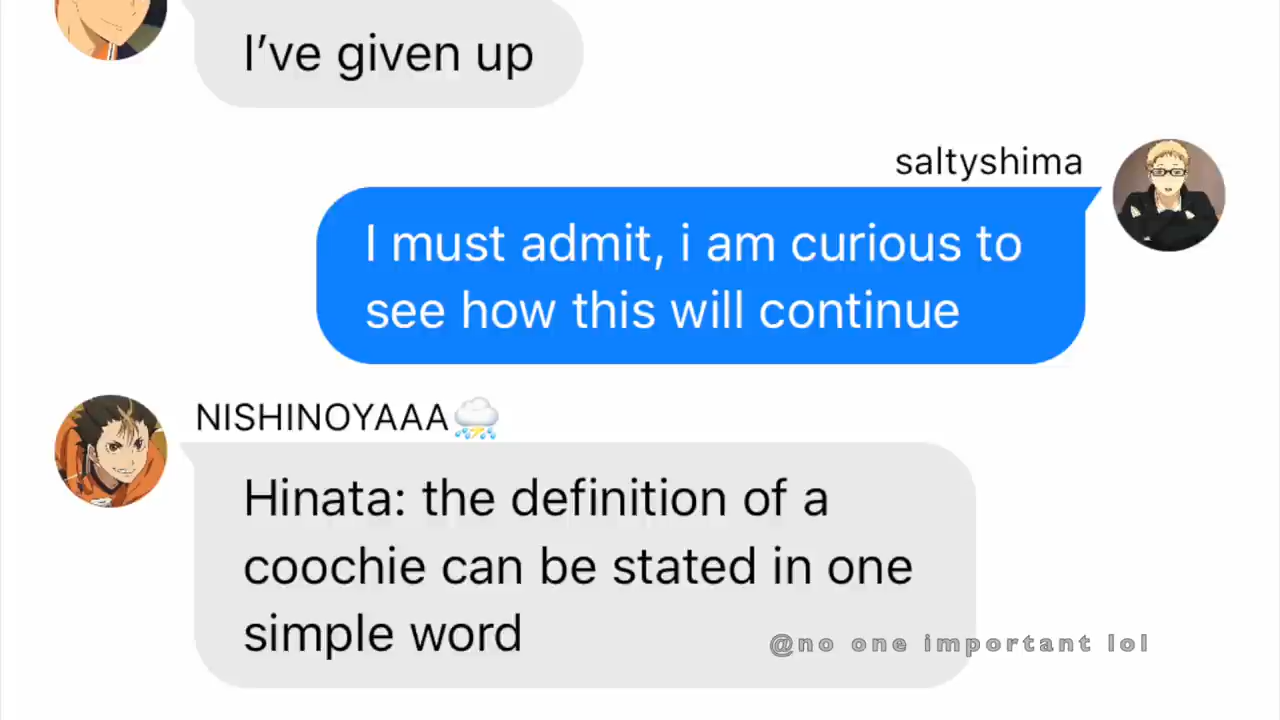 I’ve given up
saltyshima
I must admit, i am curious to
see how this will continue
NISHINOYAAA⛈️
Hinata: the definition of a
coochie can be stated in one
simple word
@no one important lol